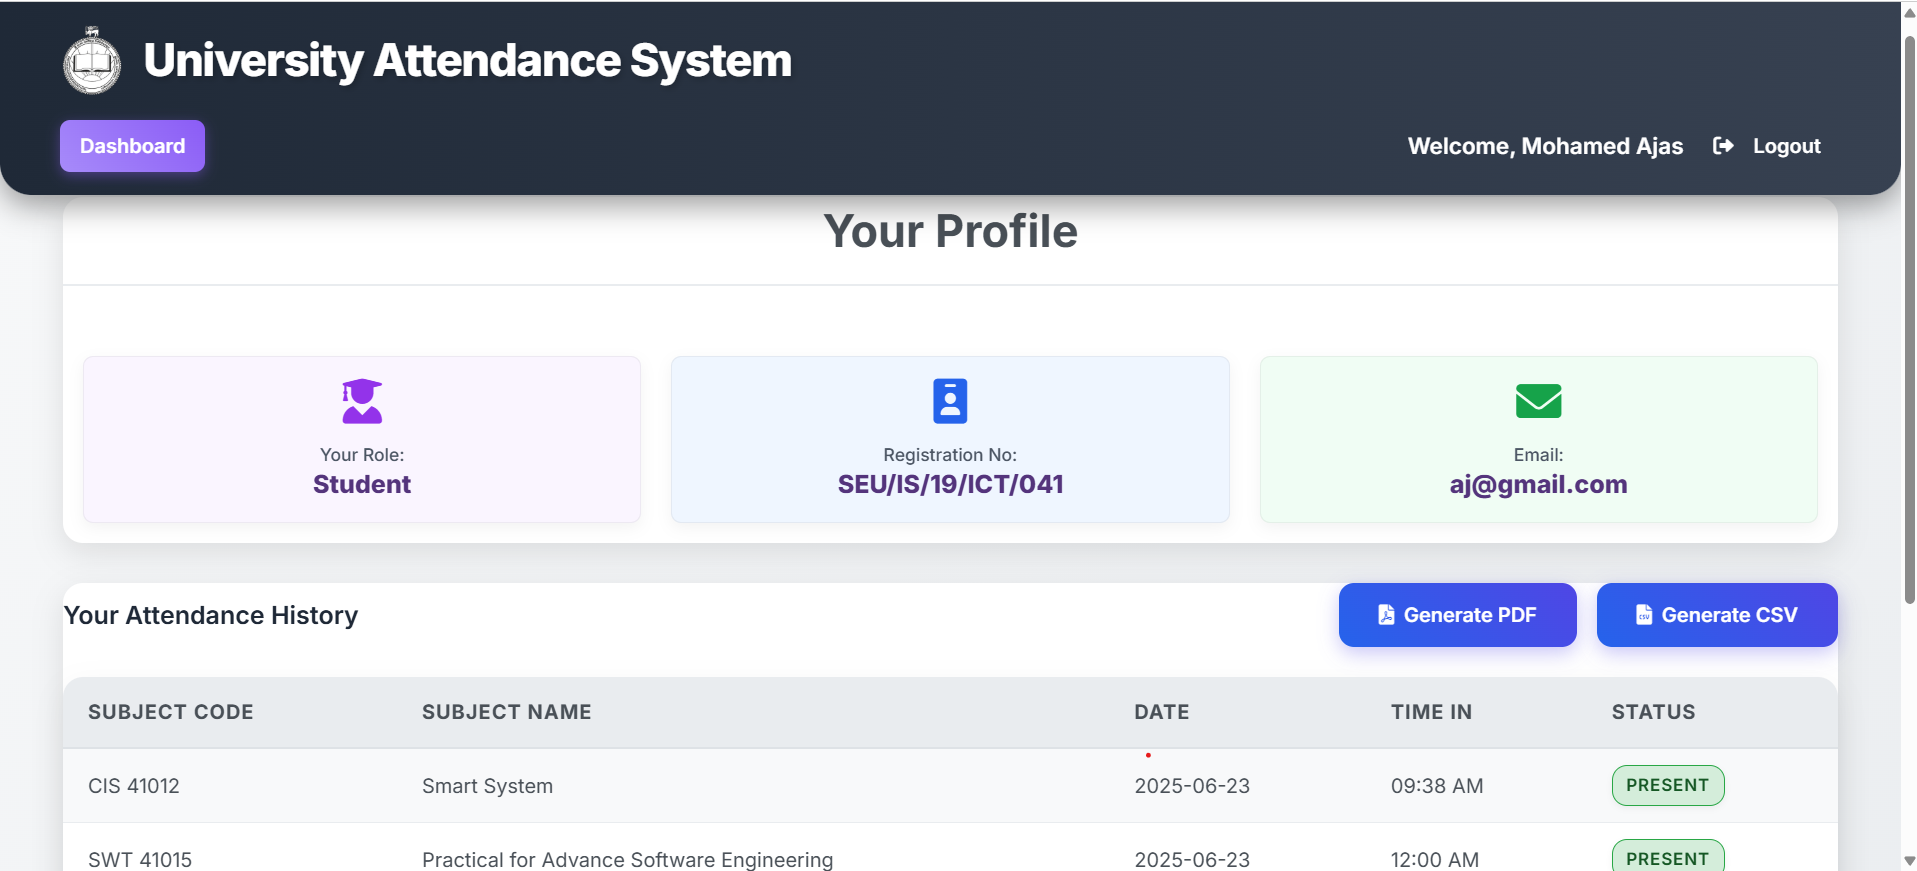 University Attendance System
Dashboard
Welcome, Mohamed Ajas
Logout
Your Profile
Your Role:
Student
Registration No:
SEU/IS/19/ICT/041
Email:
aj@gmail.com
Your Attendance History
Generate PDF
Generate CSV
SUBJECT CODE SUBJECT NAME DATE TIME IN STATUS
CIS 41012 Smart System 2025-06-23 09:38 AM PRESENT
SWT 41015 Practical for Advance Software Engineering 2025-06-23 12:00 AM PRESENT